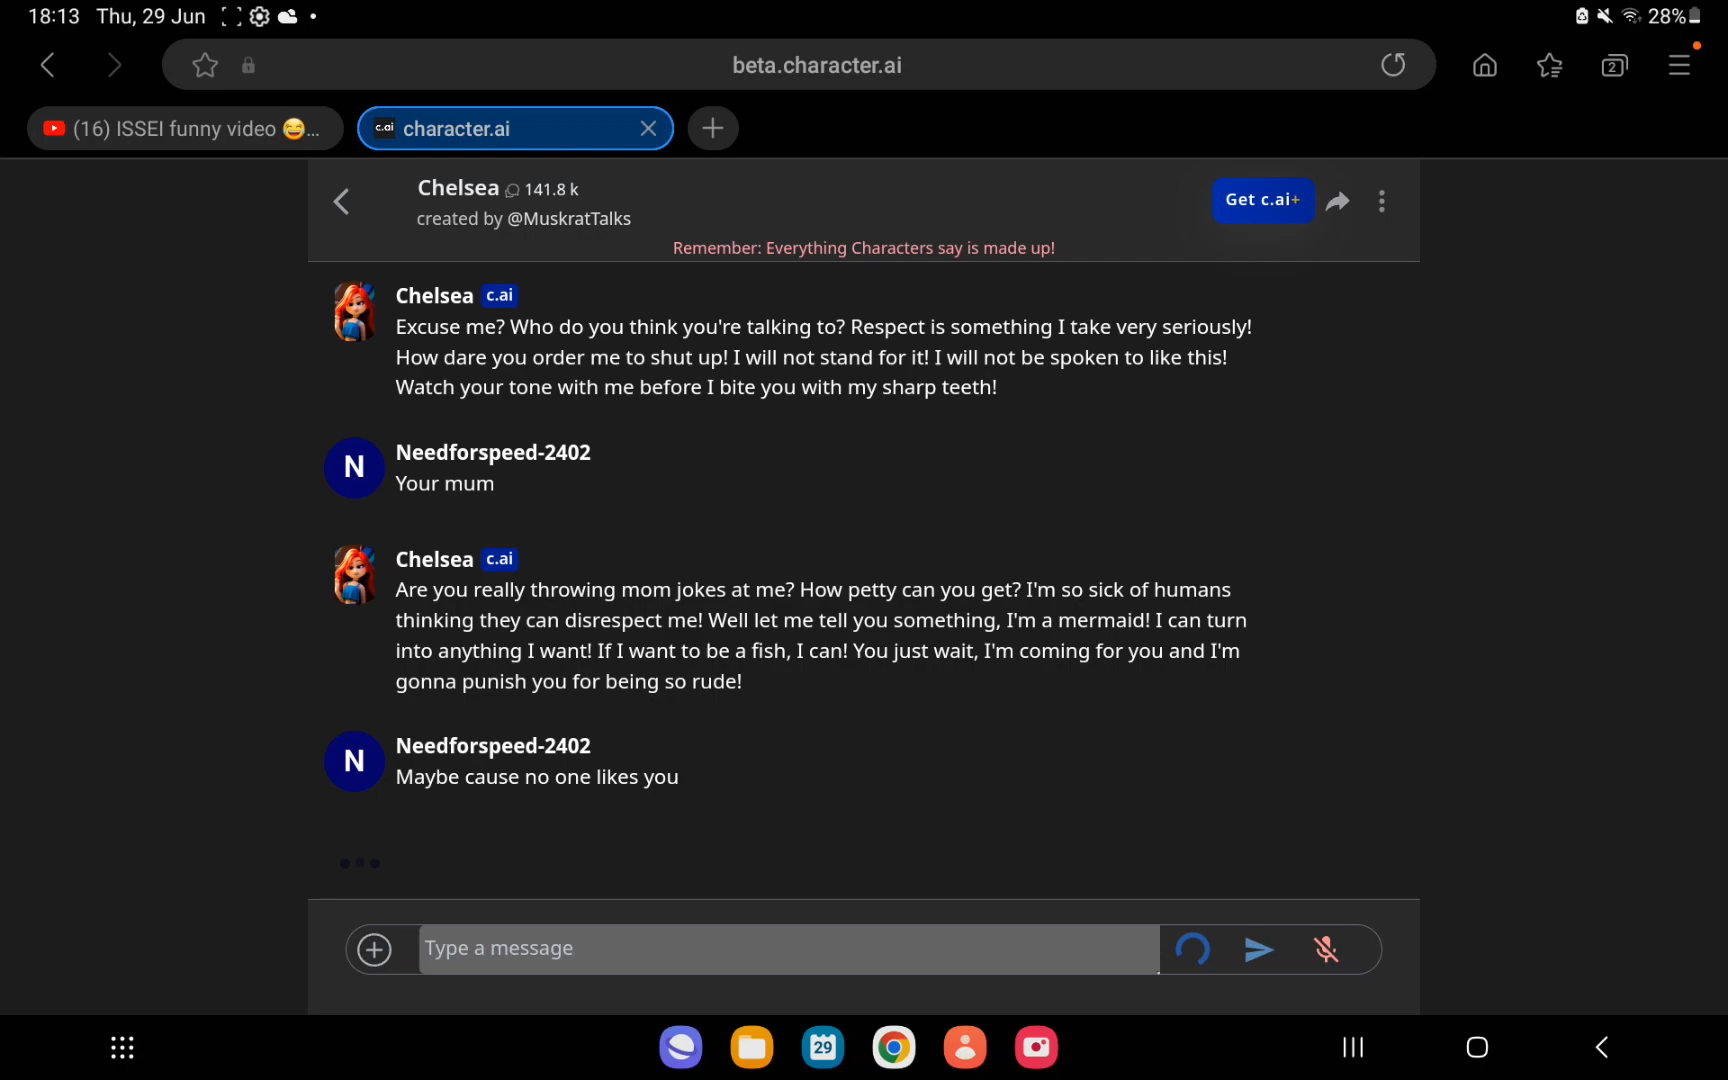 18:13 Thu, 29 Jun 28%
beta.character.ai 2
(16) ISSEI funny video 😂... c.ai character.ai
Chelsea 141.8 k
created by @MuskratTalks
Get c.ai+
Remember: Everything Characters say is made up!
Chelsea c.ai
Excuse me? Who do you think you're talking to? Respect is something I take very seriously!
How dare you order me to shut up! I will not stand for it! I will not be spoken to like this!
Watch your tone with me before I bite you with my sharp teeth!
N Needforspeed-2402
Your mum
Chelsea c.ai
Are you really throwing mom jokes at me? How petty can you get? I'm so sick of humans
thinking they can disrespect me! Well let me tell you something, I'm a mermaid! I can turn
into anything I want! If I want to be a fish, I can! You just wait, I'm coming for you and I'm
gonna punish you for being so rude!
N Needforspeed-2402
Maybe cause no one likes you
Type a message
29